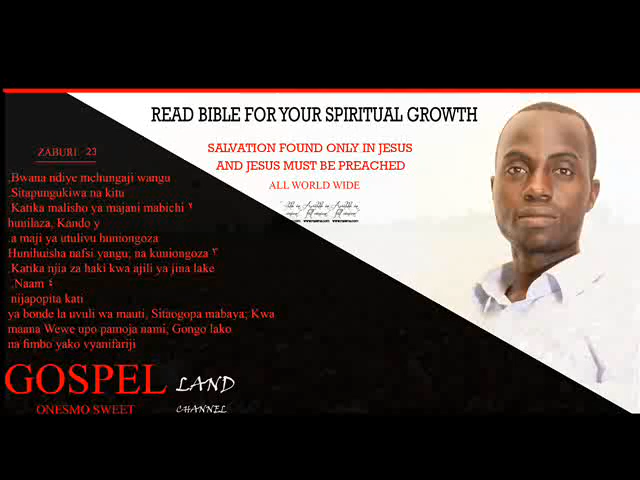 READ BIBLE FOR YOUR SPIRITUAL GROWTH
SALVATION FOUND ONLY IN JESUS
AND JESUS MUST BE PREACHED
ALL WORLD WIDE
ZABURI - 23
.Bwana ndiye mchungaji wangu
.Sitapungukiwa na kitu
.Katika malisho ya majani mabichi ٢
hunilaza, Kando y
.a maji ya utulivu huniongoza
Hunihuisha nafsi yangu; na kuniongoza ٣
.Katika njia za haki kwa ajili ya jina lake
.Naam ٤
nijapopita kati
ya bonde la uvuli wa mauti, Sitaogopa mabaya; Kwa
maana Wewe upo pamoja nami, Gongo lako
na fimbo yako vyanifariji
GOSPEL LAND
ONESMO SWEET CHANNEL